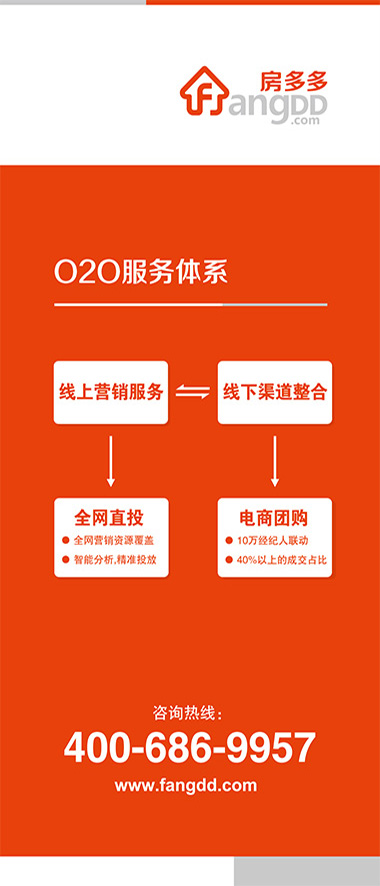 房多多
FangDD
.com
O2O服务体系
线上营销服务
线下渠道整合
全网直投
● 全网营销资源覆盖
● 智能分析,精准投放
电商团购
● 10万经纪人联动
● 40%以上的成交占比
咨询热线:
400-686-9957
www.fangdd.com